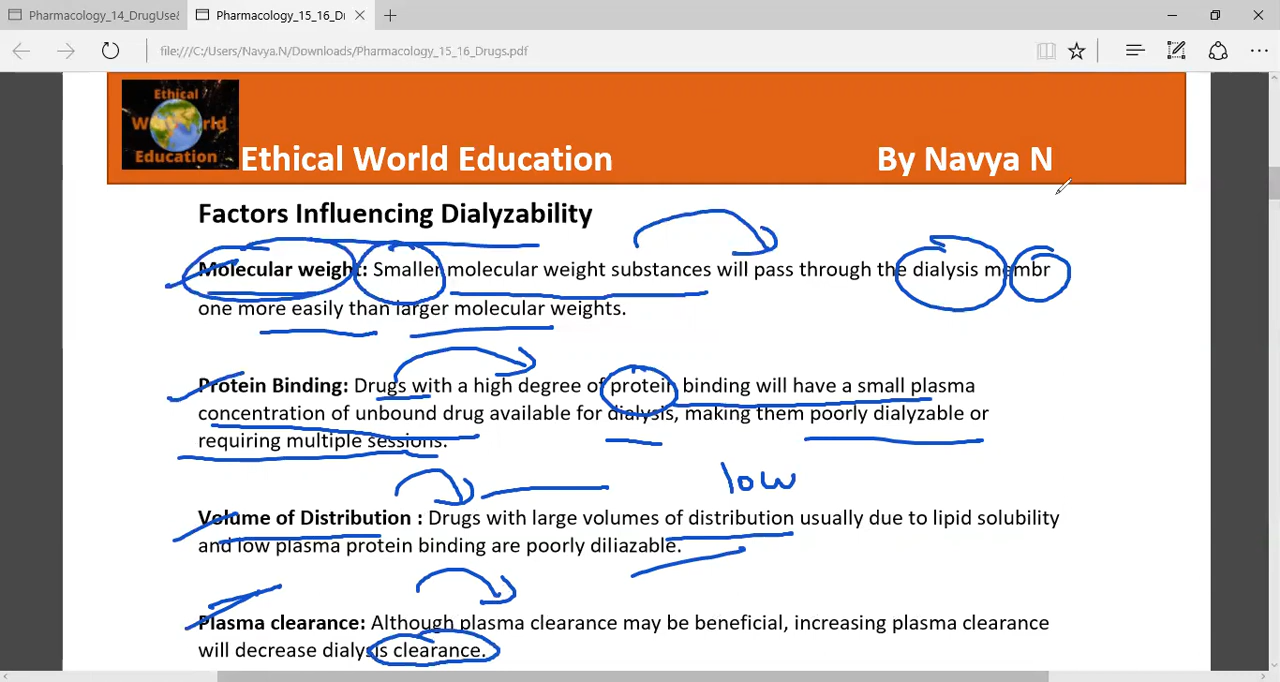 Pharmacology_14_DrugUse&
Pharmacology_15_16_Dr
file:///C:/Users/Navya.N/Downloads/Pharmacology_15_16_Drugs.pdf
Ethical
World
Education
Ethical World Education
By Navya N
Factors Influencing Dialyzability
Molecular weight: Smaller molecular weight substances will pass through the dialysis membr
one more easily than larger molecular weights.
Protein Binding: Drugs with a high degree of protein binding will have a small plasma
concentration of unbound drug available for dialysis, making them poorly dialyzable or
requiring multiple sessions.
low
Volume of Distribution : Drugs with large volumes of distribution usually due to lipid solubility
and low plasma protein binding are poorly diliazable.
Plasma clearance: Although plasma clearance may be beneficial, increasing plasma clearance
will decrease dialysis clearance.